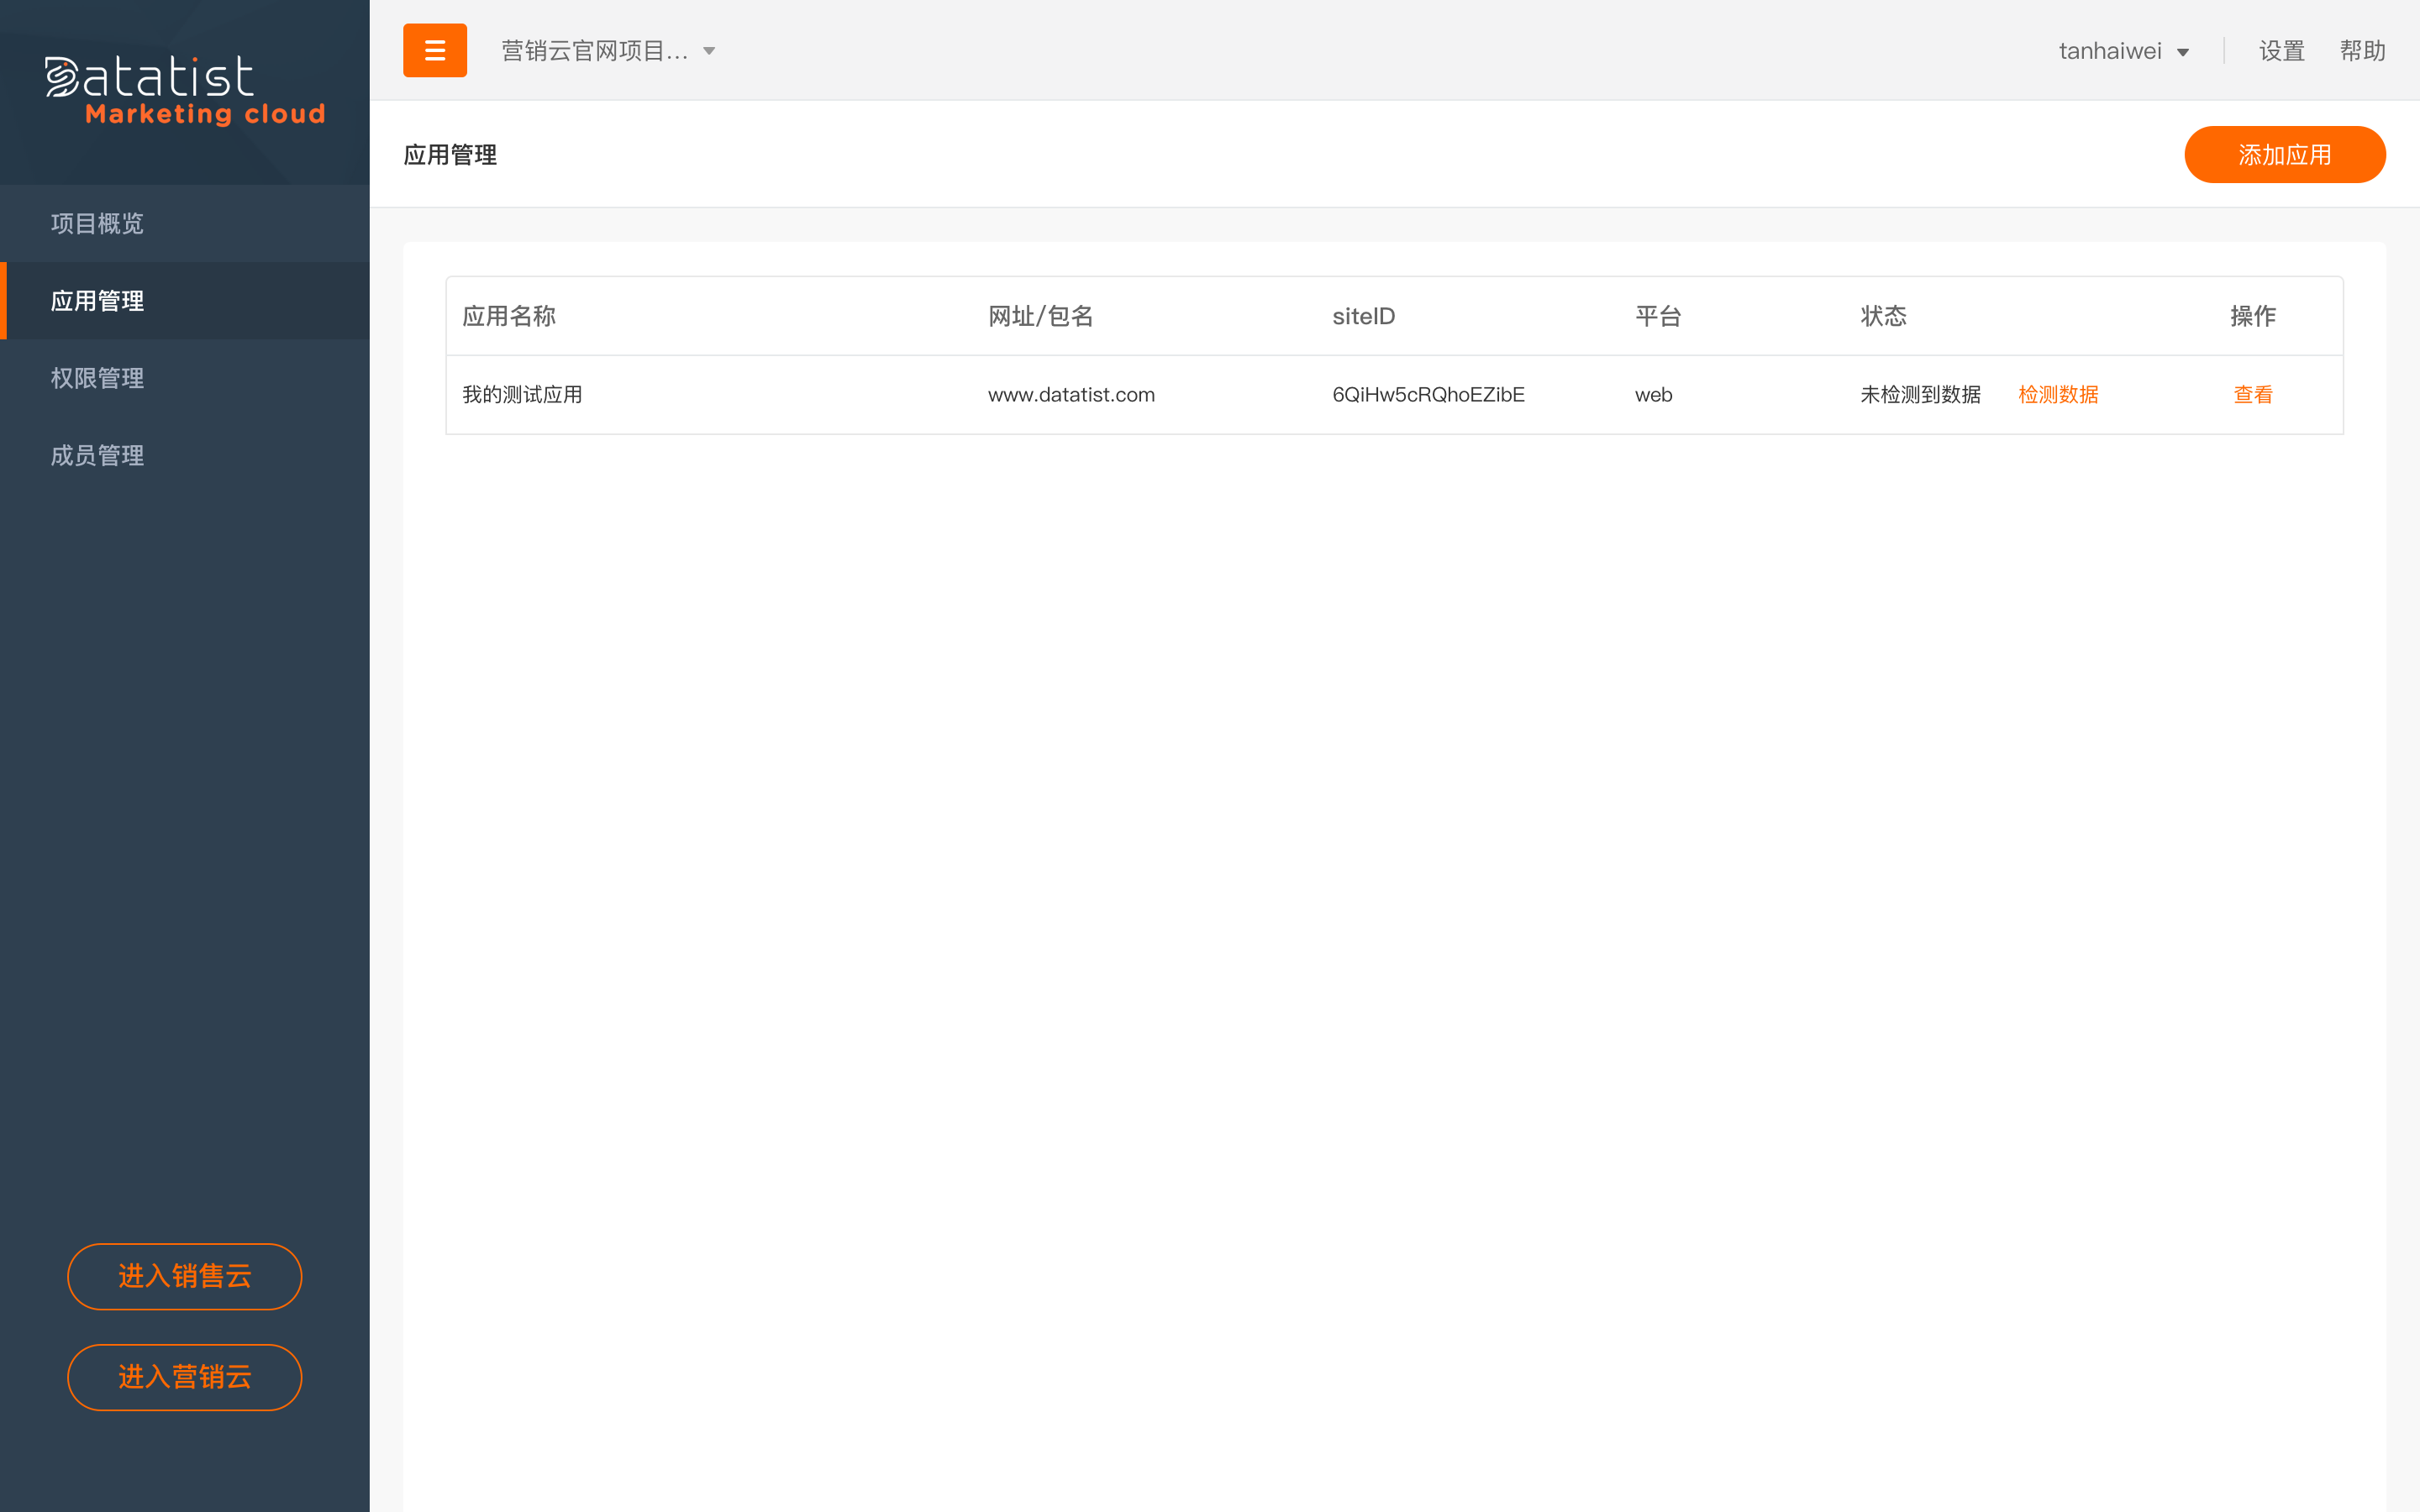 Datatist
Marketing cloud
营销云官网项目...
tanhaiwei
设置
帮助
项目概览
应用管理
权限管理
成员管理
进入销售云
进入营销云
应用管理
添加应用
应用名称 网址/包名 siteID 平台 状态 操作
我的测试应用 www.datatist.com 6QiHw5cRQhoEZibE web 未检测到数据 检测数据 查看